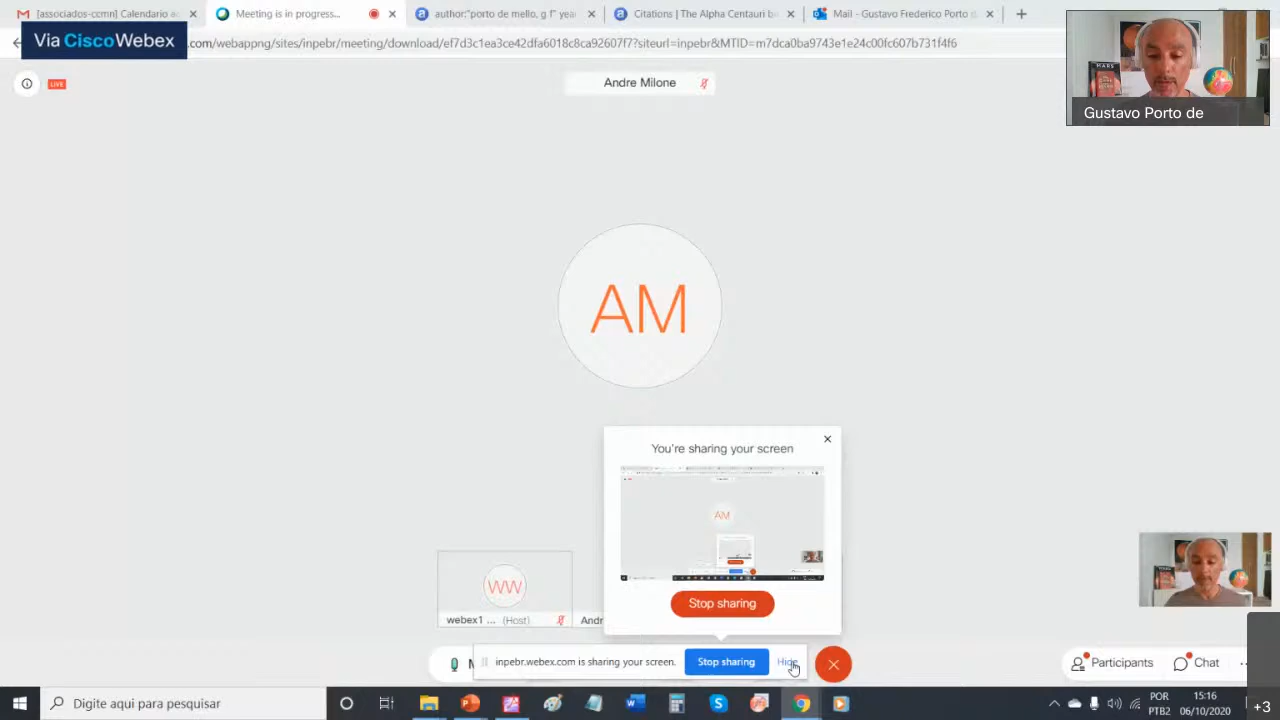 [associados-ccmn] Calendario ac
Meeting is in progress...
author:"porto de mello, g f" year
Citations | The Alpha Centauri b
Mail - Gustavo Frederico Porto d
Via CiscoWebex
.com/webappng/sites/inpebr/meeting/download/ef7d3c1ea3ce42dfa6018c8ca92607f7?siteurl=inpebr&MTID=m7dca0ba9743e1e24c00fc607b731f4f6
LIVE
Andre Milone
MARS
Gustavo Porto de
AM
You're sharing your screen
AM
Stop sharing
WW
webex1 ... (Host)
Andr
inpebr.webex.com is sharing your screen.
Stop sharing
Hide
Participants
Chat
Digite aqui para pesquisar
POR
PTB2
15:16
06/10/2020
+3